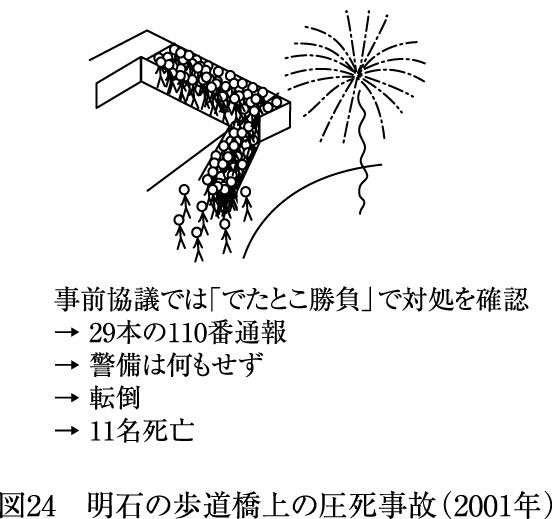 事前協議では「でたとこ勝負」で対処を確認
→ 29本の110番通報
→ 警備は何もせず
→ 転倒
→ 11名死亡
図24　明石の歩道橋上の圧死事故（2001年）